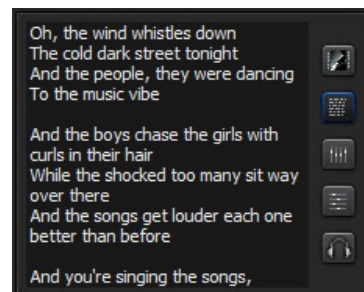 Oh, the wind whistles down
The cold dark street tonight
And the people, they were dancing
To the music vibe
And the boys chase the girls with
curls in their hair
While the shocked too many sit way
over there
And the songs get louder each one
better than before
And you're singing the songs,